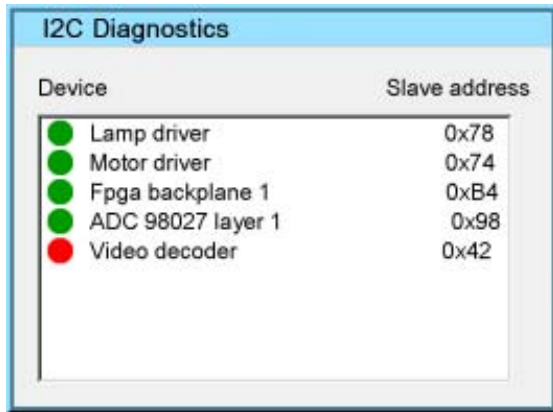 I2C Diagnostics
Device Slave address
Lamp driver 0x78
Motor driver 0x74
Fpga backplane 1 0xB4
ADC 98027 layer 1 0x98
Video decoder 0x42